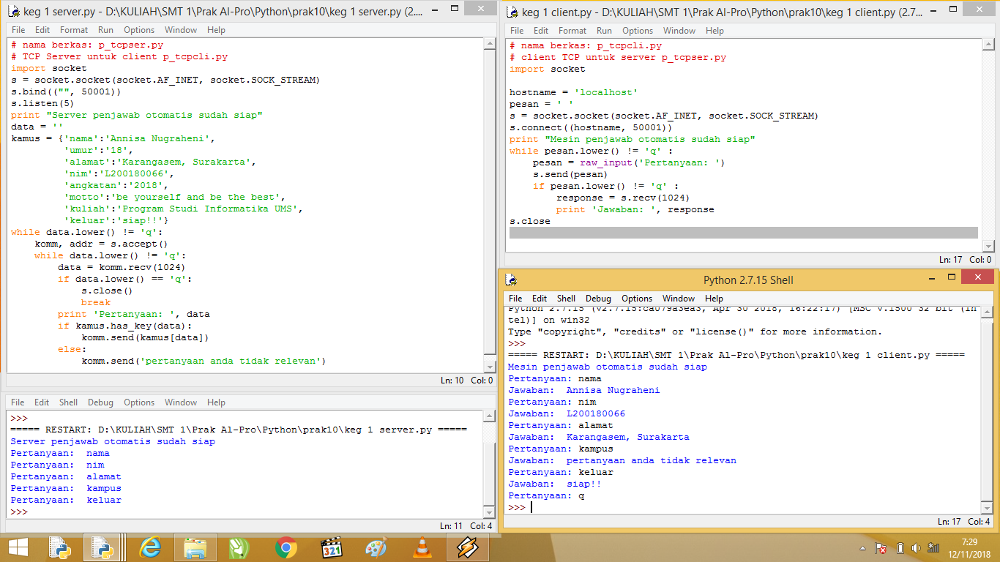 keg 1 server.py - D:\KULIAH\SMT 1\Prak Al-Pro\Python\prak10\keg 1 server.py (2....
File Edit Format Run Options Window Help
# nama berkas: p_tcpser.py
# TCP Server untuk client p_tcpcli.py
import socket
s = socket.socket(socket.AF_INET, socket.SOCK_STREAM)
s.bind(("", 50001))
s.listen(5)
print "Server penjawab otomatis sudah siap"
data = ''
kamus = {'nama':'Annisa Nugraheni',
         'umur':'18',
         'alamat':'Karangasem, Surakarta',
         'nim':'L200180066',
         'angkatan':'2018',
         'motto':'be yourself and be the best',
         'kuliah':'Program Studi Informatika UMS',
         'keluar':'siap!!'}
while data.lower() != 'q':
    komm, addr = s.accept()
    while data.lower() != 'q':
        data = komm.recv(1024)
        if data.lower() == 'q':
            s.close()
            break
        print 'Pertanyaan: ', data
        if kamus.has_key(data):
            komm.send(kamus[data])
        else:
            komm.send('pertanyaan anda tidak relevan')
Ln: 10 Col: 0
File Edit Shell Debug Options Window Help
>>>
===== RESTART: D:\KULIAH\SMT 1\Prak Al-Pro\Python\prak10\keg 1 server.py =====
Server penjawab otomatis sudah siap
Pertanyaan:  nama
Pertanyaan:  nim
Pertanyaan:  alamat
Pertanyaan:  kampus
Pertanyaan:  keluar
>>>
Ln: 11 Col: 4
keg 1 client.py - D:\KULIAH\SMT 1\Prak Al-Pro\Python\prak10\keg 1 client.py (2.7...
File Edit Format Run Options Window Help
# nama berkas: p_tcpcli.py
# client TCP untuk server p_tcpser.py
import socket
hostname = 'localhost'
pesan = ' '
s = socket.socket(socket.AF_INET, socket.SOCK_STREAM)
s.connect((hostname, 50001))
print "Mesin penjawab otomatis sudah siap"
while pesan.lower() != 'q' :
    pesan = raw_input('Pertanyaan: ')
    s.send(pesan)
    if pesan.lower() != 'q' :
        response = s.recv(1024)
        print 'Jawaban: ', response
s.close
Ln: 17 Col: 0
Python 2.7.15 Shell
File Edit Shell Debug Options Window Help
Python 2.7.15 (v2.7.15:ca079a3ea3, Apr 30 2018, 16:22:17) [MSC v.1500 32 bit (In
tel)] on win32
Type "copyright", "credits" or "license()" for more information.
>>>
===== RESTART: D:\KULIAH\SMT 1\Prak Al-Pro\Python\prak10\keg 1 client.py =====
Mesin penjawab otomatis sudah siap
Pertanyaan: nama
Jawaban:  Annisa Nugraheni
Pertanyaan: nim
Jawaban:  L200180066
Pertanyaan: alamat
Jawaban:  Karangasem, Surakarta
Pertanyaan: kampus
Jawaban:  pertanyaan anda tidak relevan
Pertanyaan: keluar
Jawaban:  siap!!
Pertanyaan: q
>>>
Ln: 17 Col: 4
321
7:29
12/11/2018